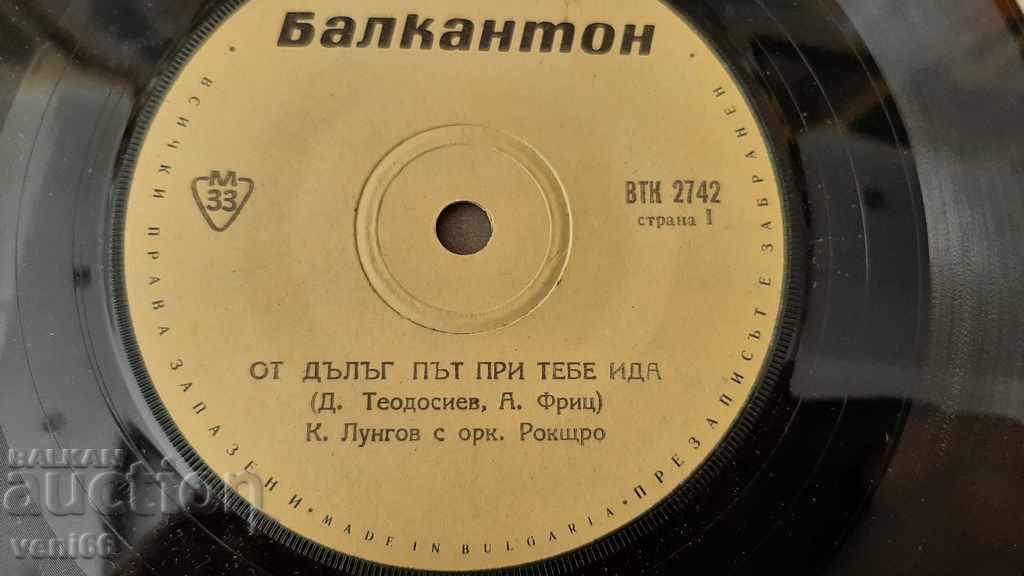 Балкантон
ВСИЧКИ ПРАВА ЗАПАЗЕНИ · MADE IN BULGARIA · ПРЕЗАПИСЪТ Е ЗАБРАНЕН
М
33
ВТК 2742
страна I
ОТ ДЪЛЪГ ПЪТ ПРИ ТЕБЕ ИДА
(Д. Теодосиев, А. Фриц)
К. Лунгов с орк. Рокщро
BALKAN
auction
veni66